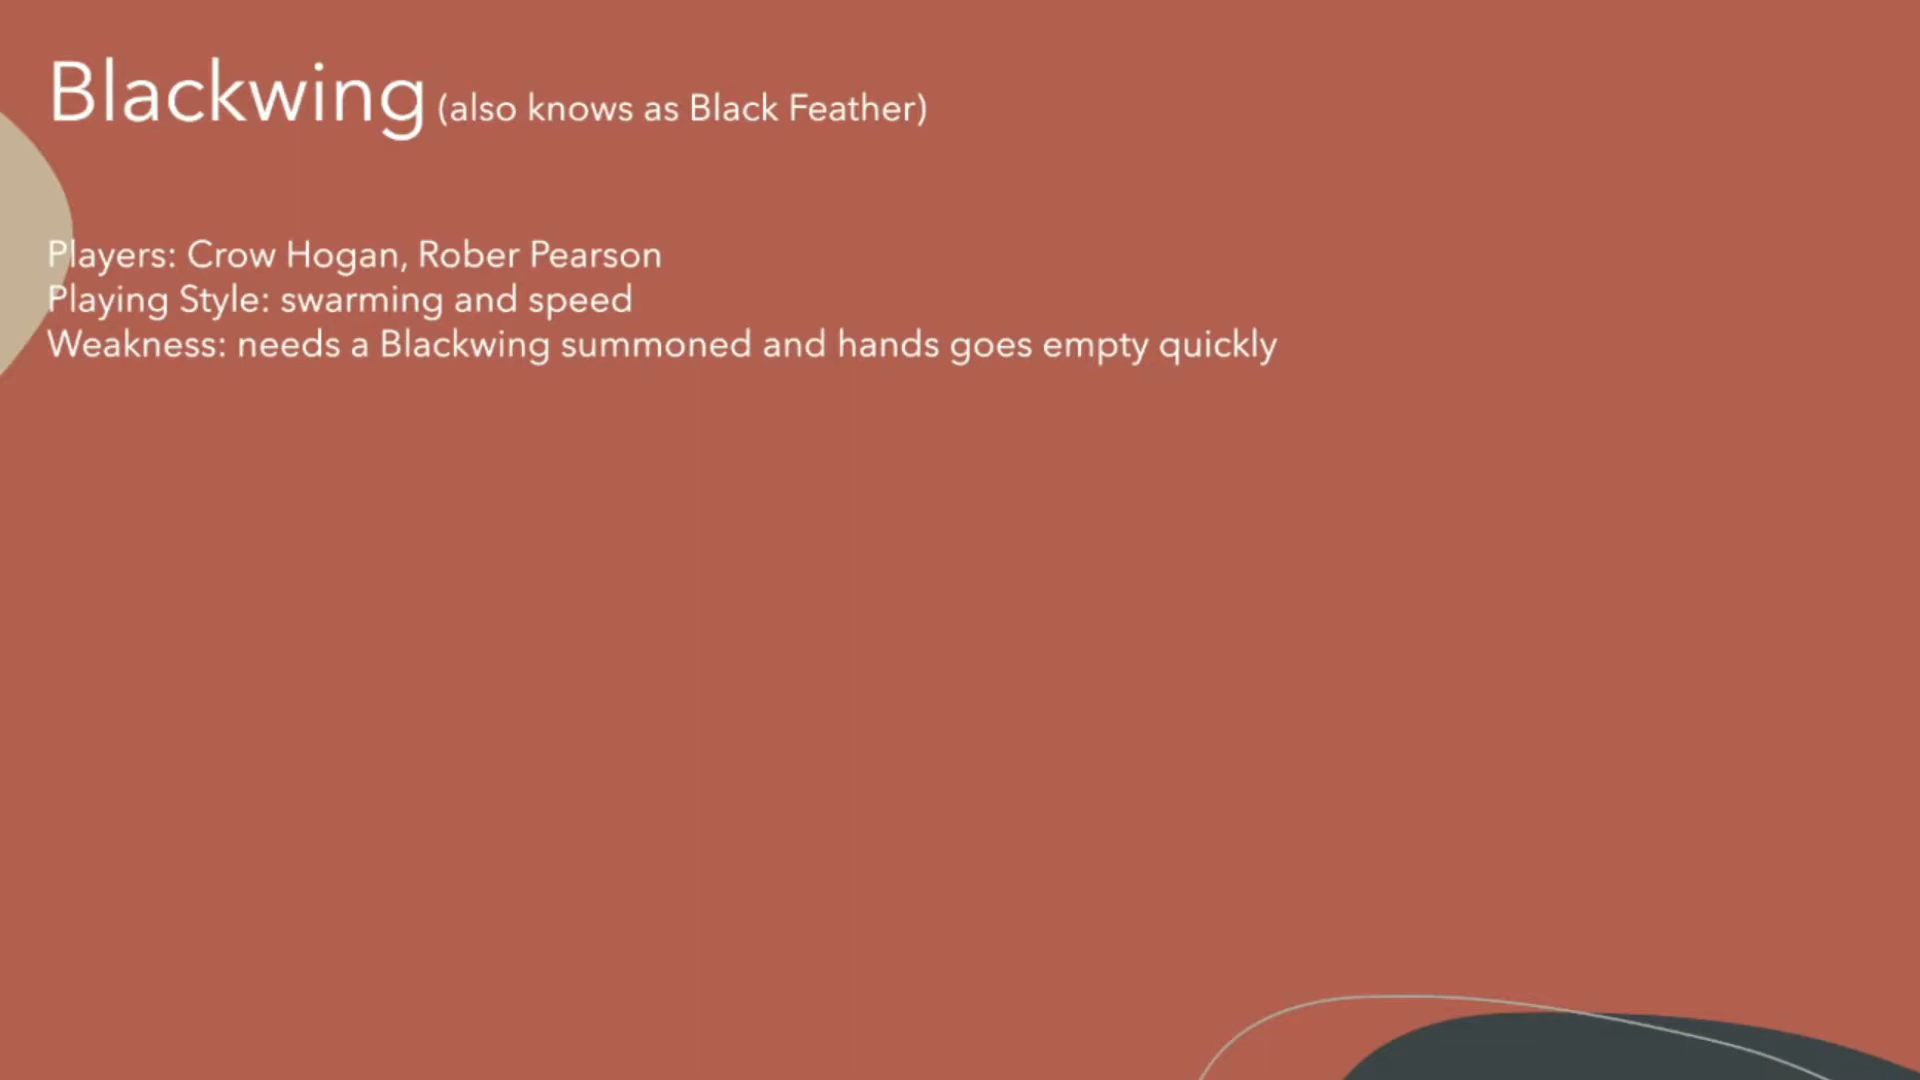 Blackwing (also knows as Black Feather)
Players: Crow Hogan, Rober Pearson
Playing Style: swarming and speed
Weakness: needs a Blackwing summoned and hands goes empty quickly